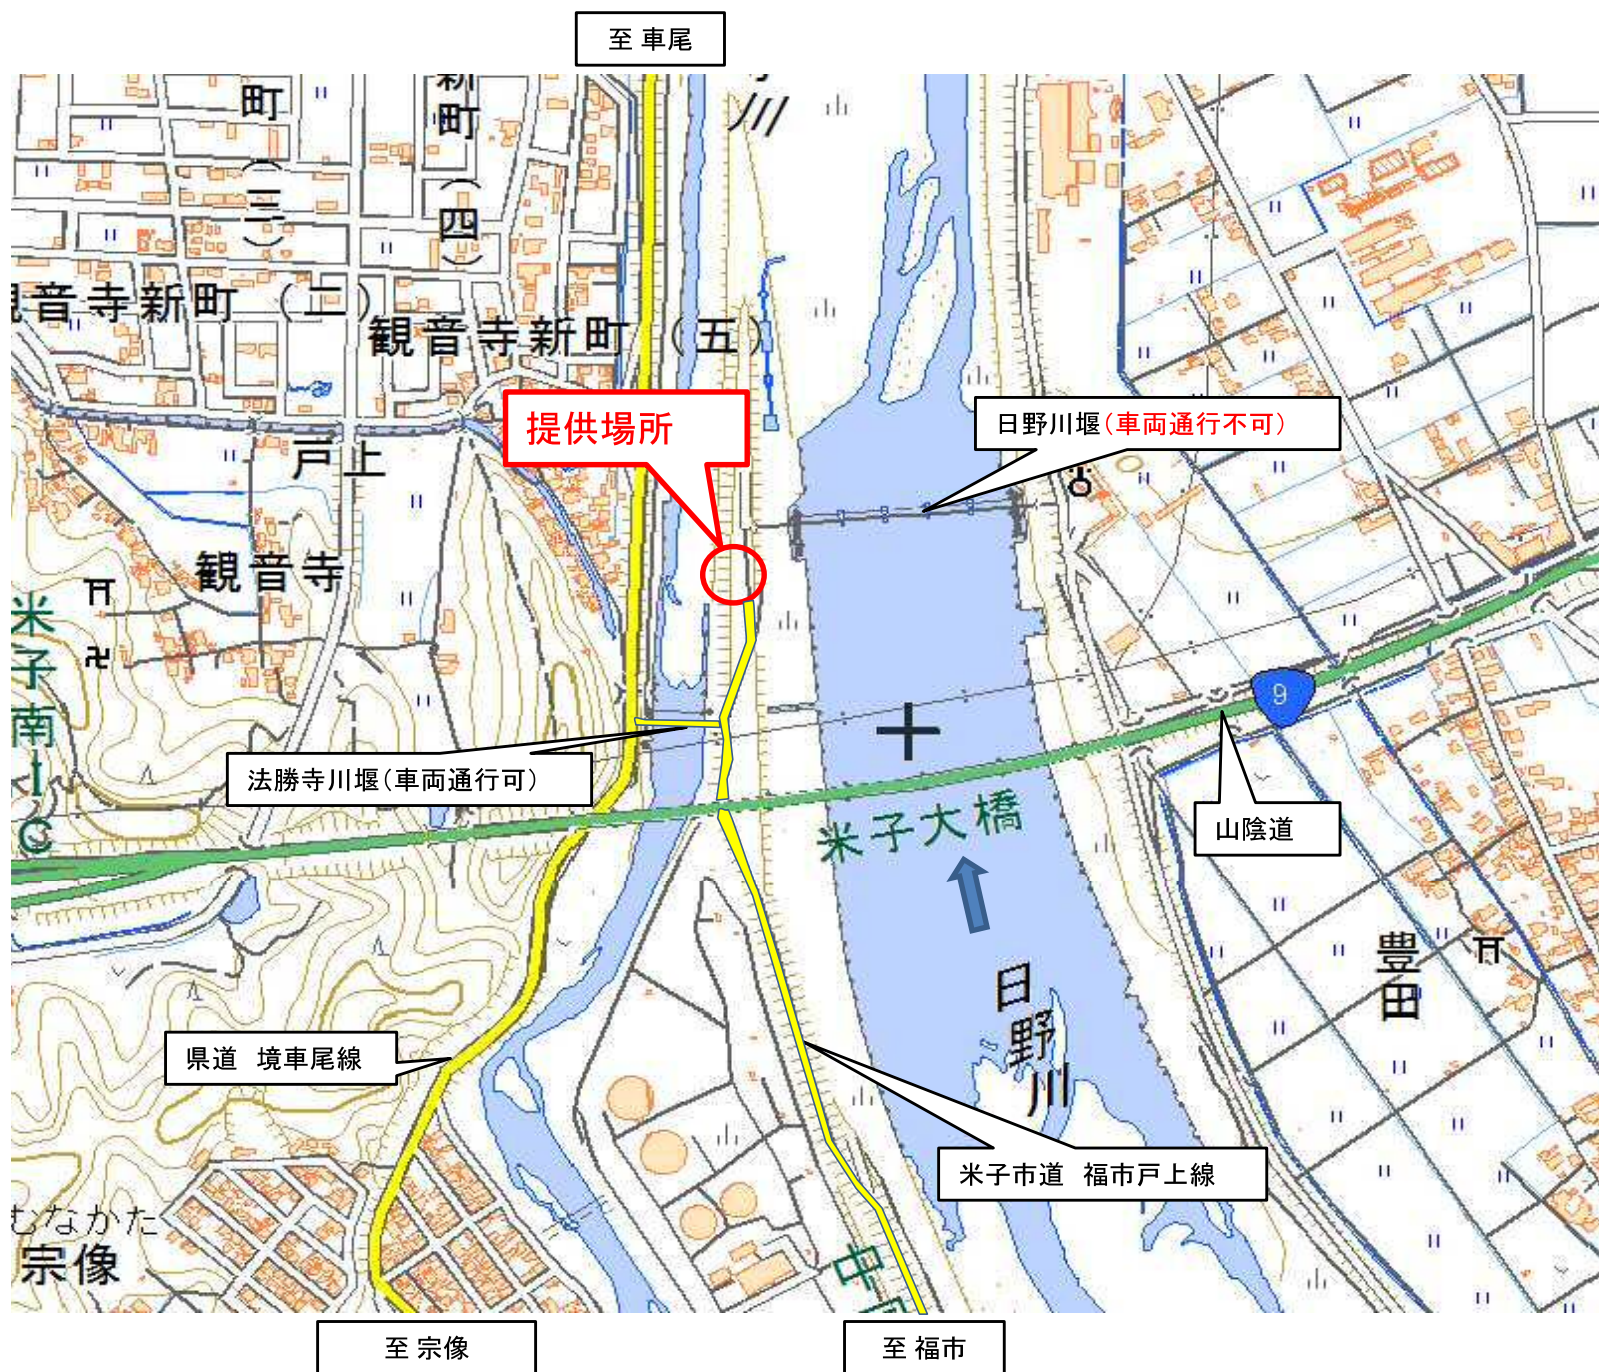 至 車尾
町(三)
新町(四)
川
観音寺新町(二)
観音寺新町(五)
提供場所
日野川堰(車両通行不可)
戸上
観音寺
米子南IC
9
法勝寺川堰(車両通行可)
米子大橋
山陰道
豊田
日野川
県道 境車尾線
米子市道 福市戸上線
むなかた
宗像
中
至 宗像
至 福市